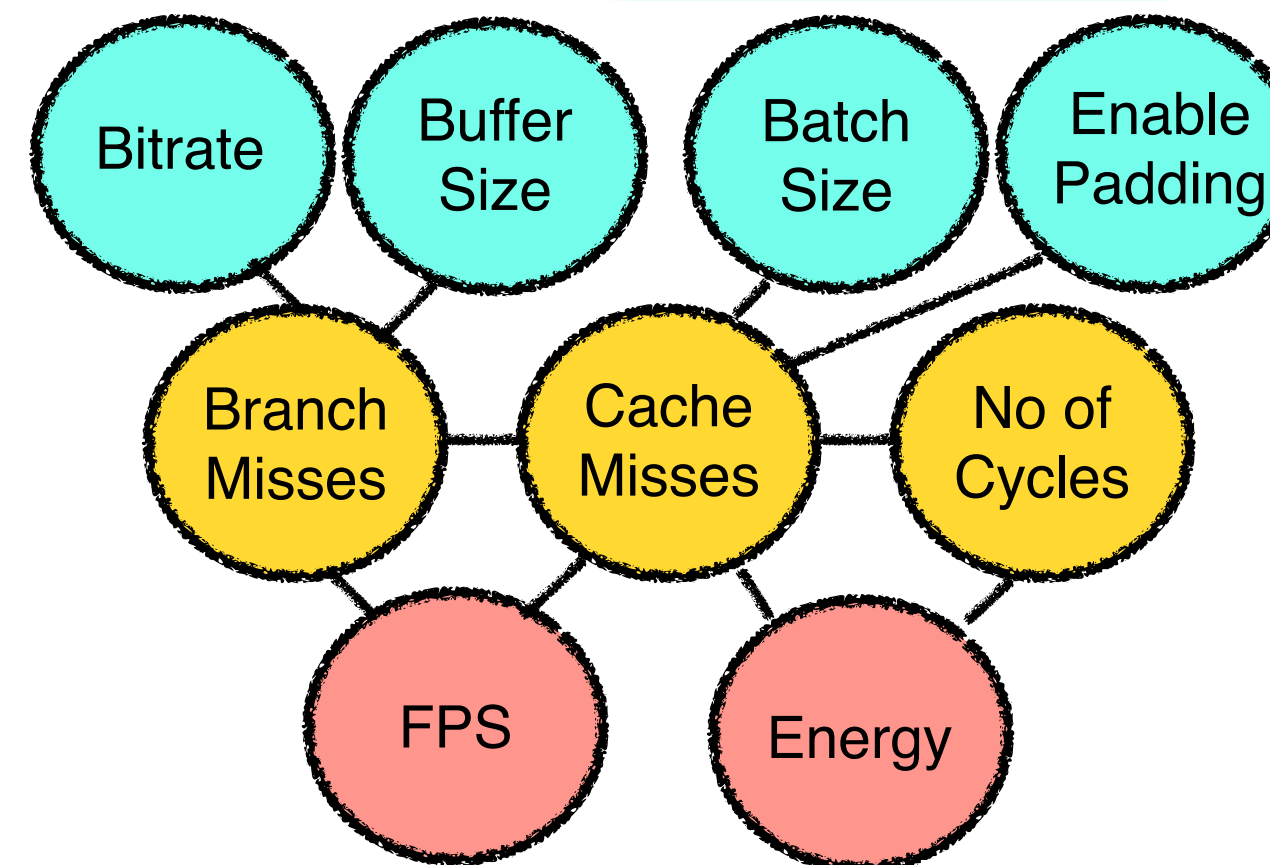 Bitrate
Buffer
Size
Batch
Size
Enable
Padding
Branch
Misses
Cache
Misses
No of
Cycles
FPS
Energy